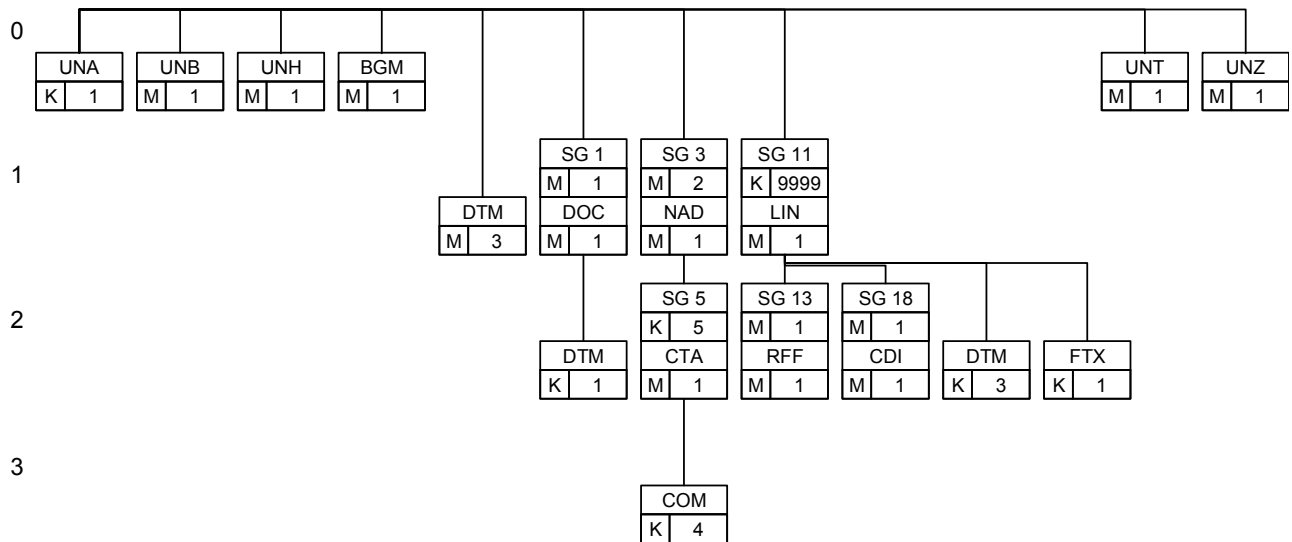 0
UNA UNB UNH BGM UNT UNZ
K 1 M 1 M 1 M 1 M 1 M 1
SG 1 SG 3 SG 11
1
M 1 M 2 K 9999
DTM DOC NAD LIN
M 3 M 1 M 1 M 1
SG 5 SG 13 SG 18
2
K 5 M 1 M 1
DTM CTA RFF CDI DTM FTX
K 1 M 1 M 1 M 1 K 3 K 1
3
COM
K 4